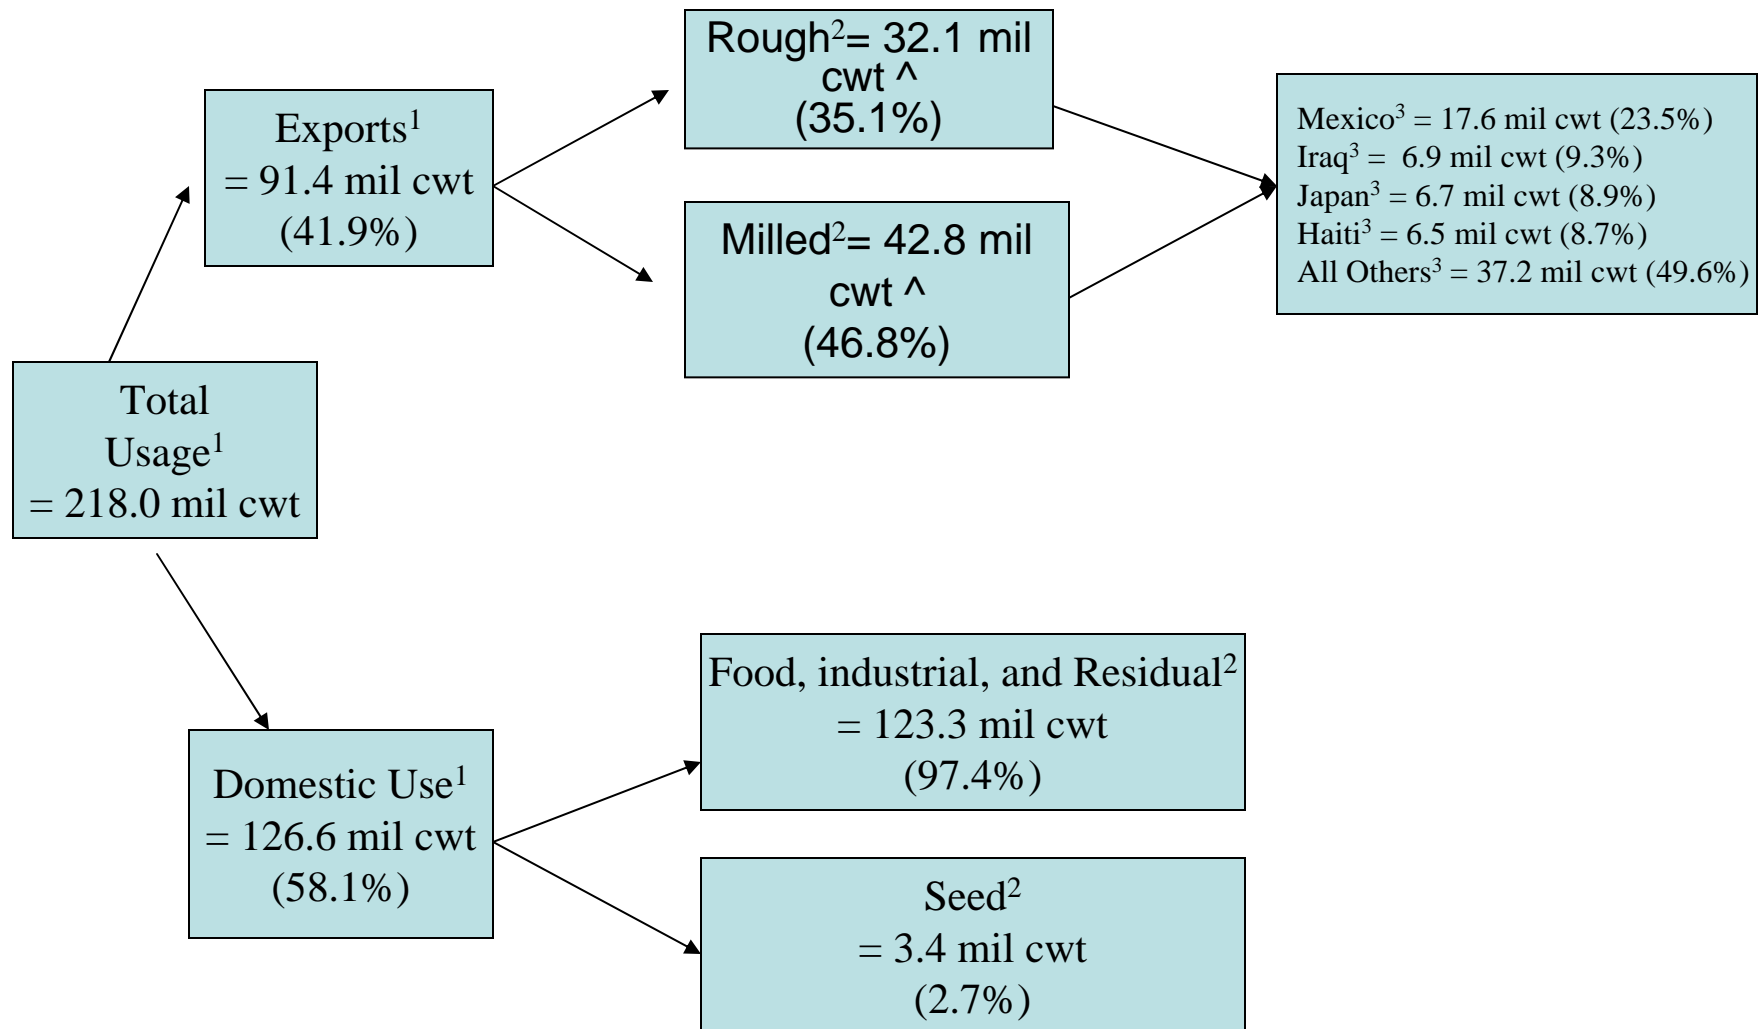 Rough²= 32.1 mil
cwt ^
(35.1%)
Exports¹
= 91.4 mil cwt
(41.9%)
Mexico³ = 17.6 mil cwt (23.5%)
Iraq³ =  6.9 mil cwt (9.3%)
Japan³ = 6.7 mil cwt (8.9%)
Haiti³ = 6.5 mil cwt (8.7%)
All Others³ = 37.2 mil cwt (49.6%)
Milled²= 42.8 mil
cwt ^
(46.8%)
Total
Usage¹
= 218.0 mil cwt
Food, industrial, and Residual²
= 123.3 mil cwt
(97.4%)
Domestic Use¹
= 126.6 mil cwt
(58.1%)
Seed²
= 3.4 mil cwt
(2.7%)